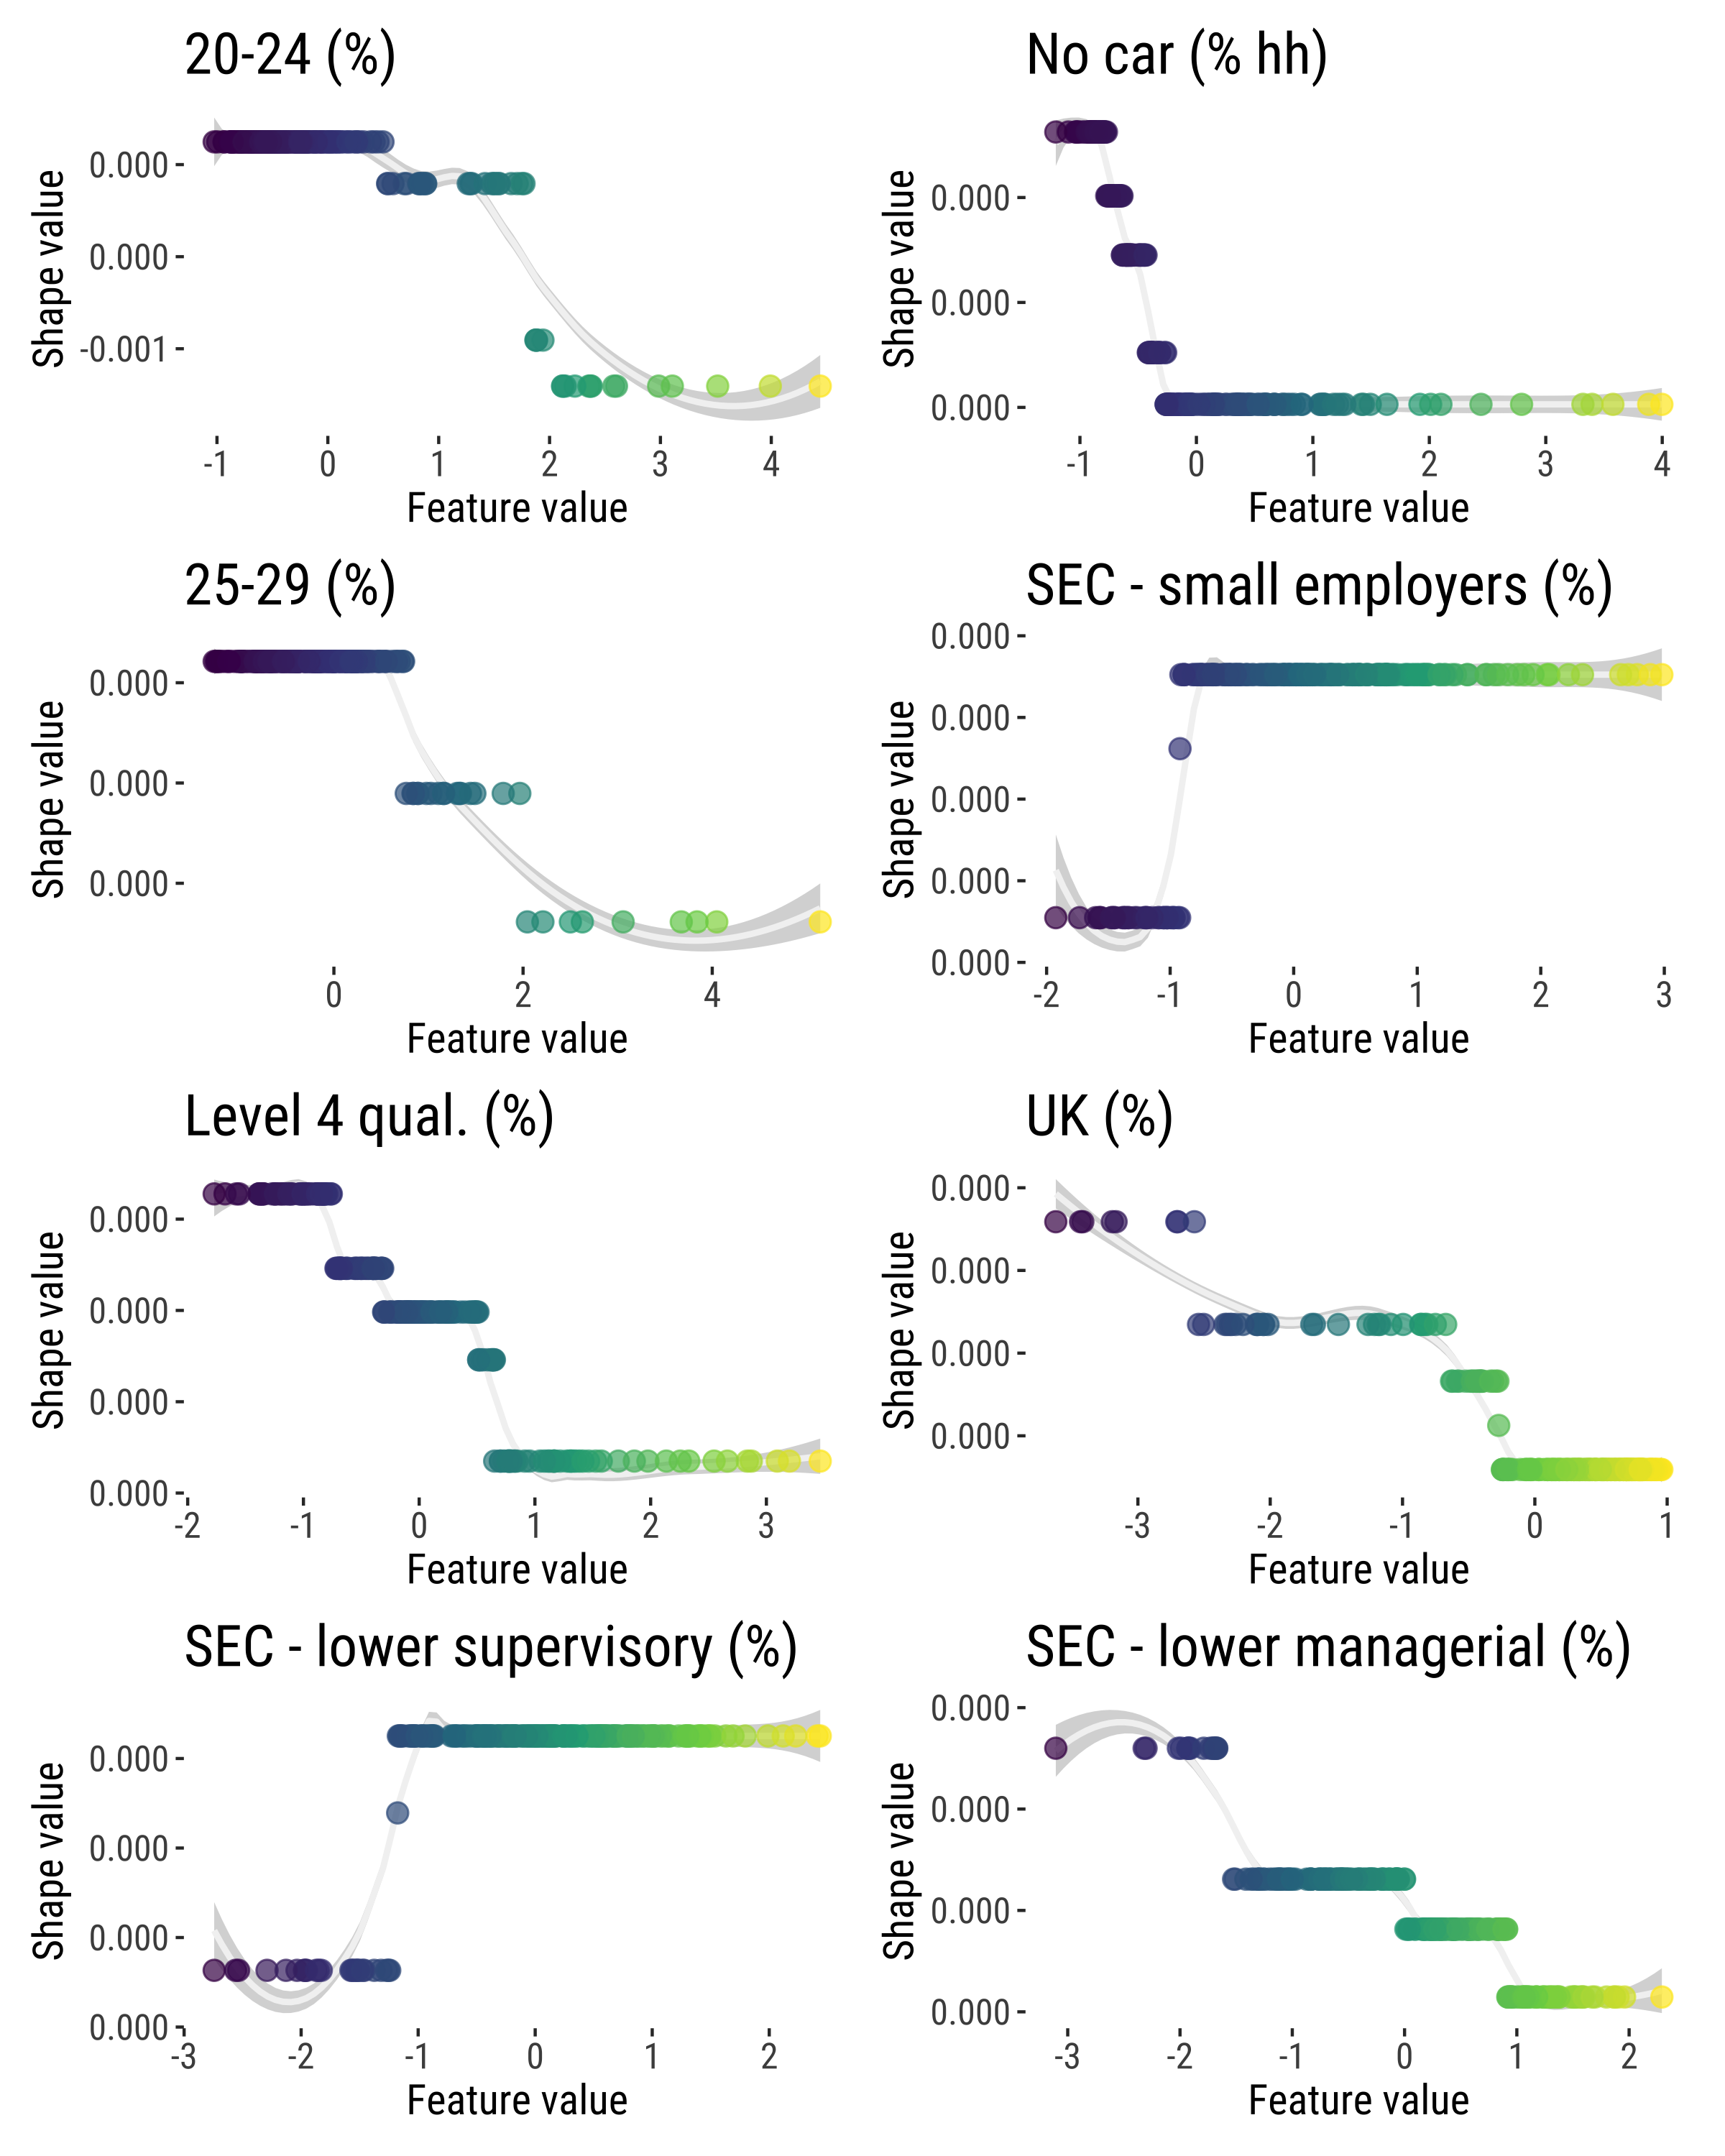 20-24 (%)
Shape value
0.000
0.000
-0.001
-1 0 1 2 3 4
Feature value
No car (% hh)
Shape value
0.000
0.000
0.000
-1 0 1 2 3 4
Feature value
25-29 (%)
Shape value
0.000
0.000
0.000
0 2 4
Feature value
SEC - small employers (%)
Shape value
0.000
0.000
0.000
0.000
0.000
-2 -1 0 1 2 3
Feature value
Level 4 qual. (%)
Shape value
0.000
0.000
0.000
0.000
-2 -1 0 1 2 3
Feature value
UK (%)
Shape value
0.000
0.000
0.000
0.000
-3 -2 -1 0 1
Feature value
SEC - lower supervisory (%)
Shape value
0.000
0.000
0.000
0.000
-3 -2 -1 0 1 2
Feature value
SEC - lower managerial (%)
Shape value
0.000
0.000
0.000
0.000
-3 -2 -1 0 1 2
Feature value